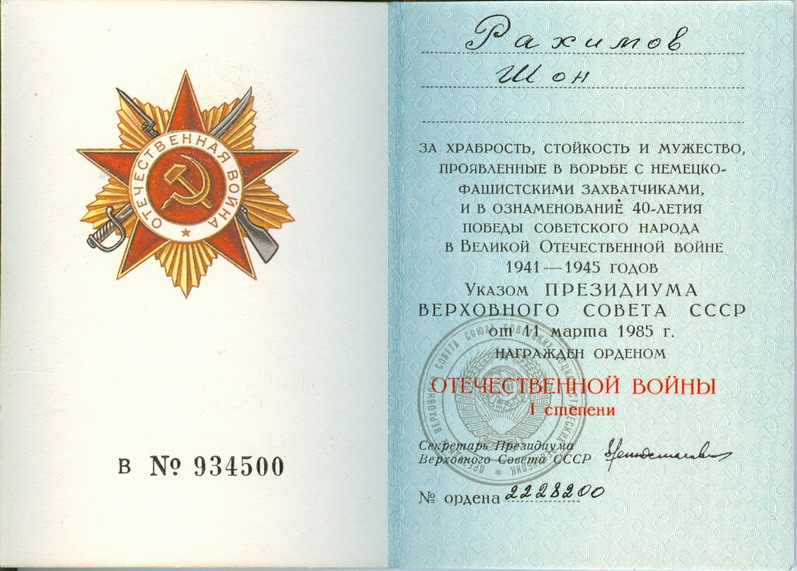 ОТЕЧЕСТВЕННАЯ ВОЙНА
В № 934500
Рахимов
Шон
ЗА ХРАБРОСТЬ, СТОЙКОСТЬ И МУЖЕСТВО,
ПРОЯВЛЕННЫЕ В БОРЬБЕ С НЕМЕЦКО-
ФАШИСТСКИМИ ЗАХВАТЧИКАМИ,
И В ОЗНАМЕНОВАНИЕ 40-ЛЕТИЯ
ПОБЕДЫ СОВЕТСКОГО НАРОДА
В ВЕЛИКОЙ ОТЕЧЕСТВЕННОЙ ВОЙНЕ
1941—1945 ГОДОВ
УКАЗОМ ПРЕЗИДИУМА
ВЕРХОВНОГО СОВЕТА СССР
от 11 марта 1985 г.
НАГРАЖДЕН ОРДЕНОМ
ОТЕЧЕСТВЕННОЙ ВОЙНЫ
I степени
Секретарь Президиума
Верховного Совета СССР
№ ордена 2228200